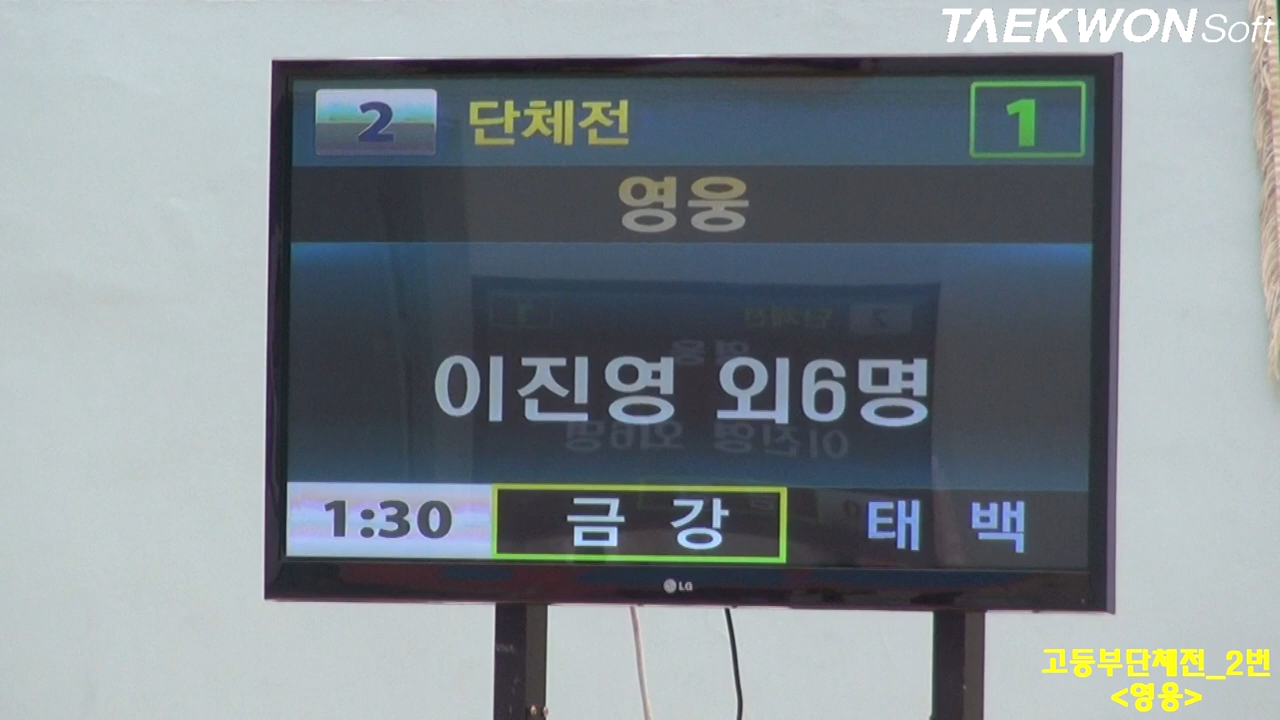 TAEKWON Soft
2 단체전 1
영웅
이진영 외6명
1:30 금 강 태 백
LG
고등부단체전_2번
<영웅>